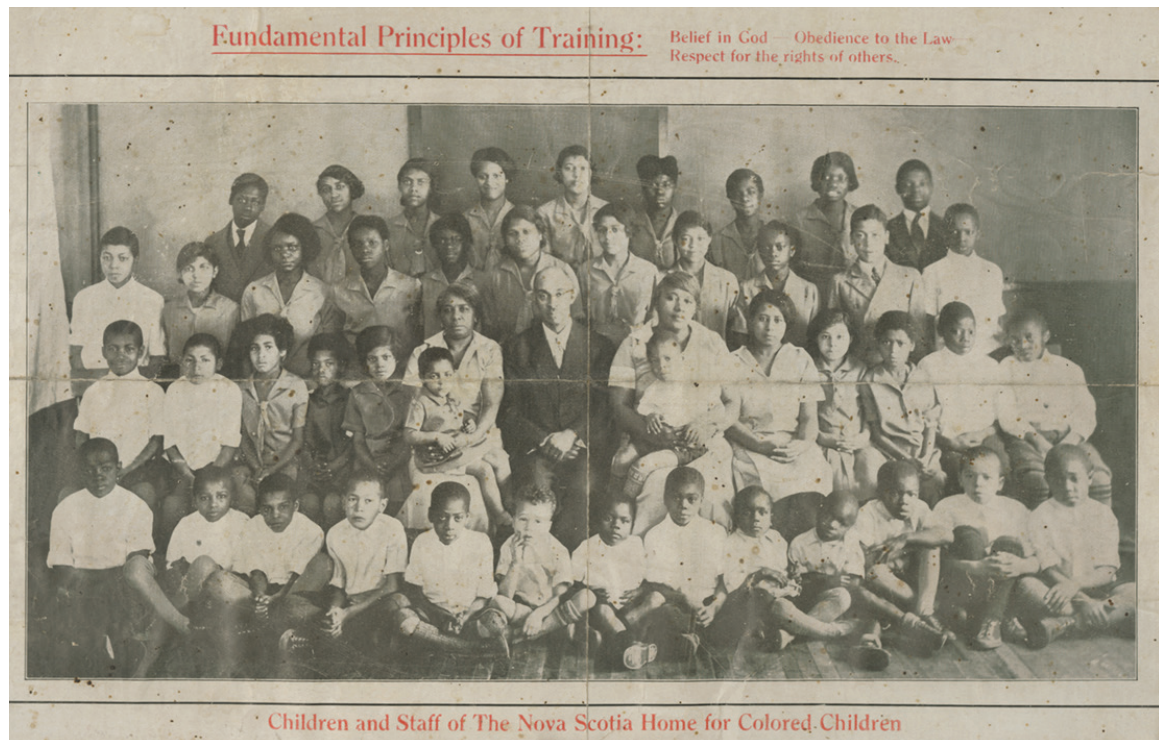 Fundamental Principles of Training:
Belief in God — Obedience to the Law
Respect for the rights of others.
Children and Staff of The Nova Scotia Home for Colored Children